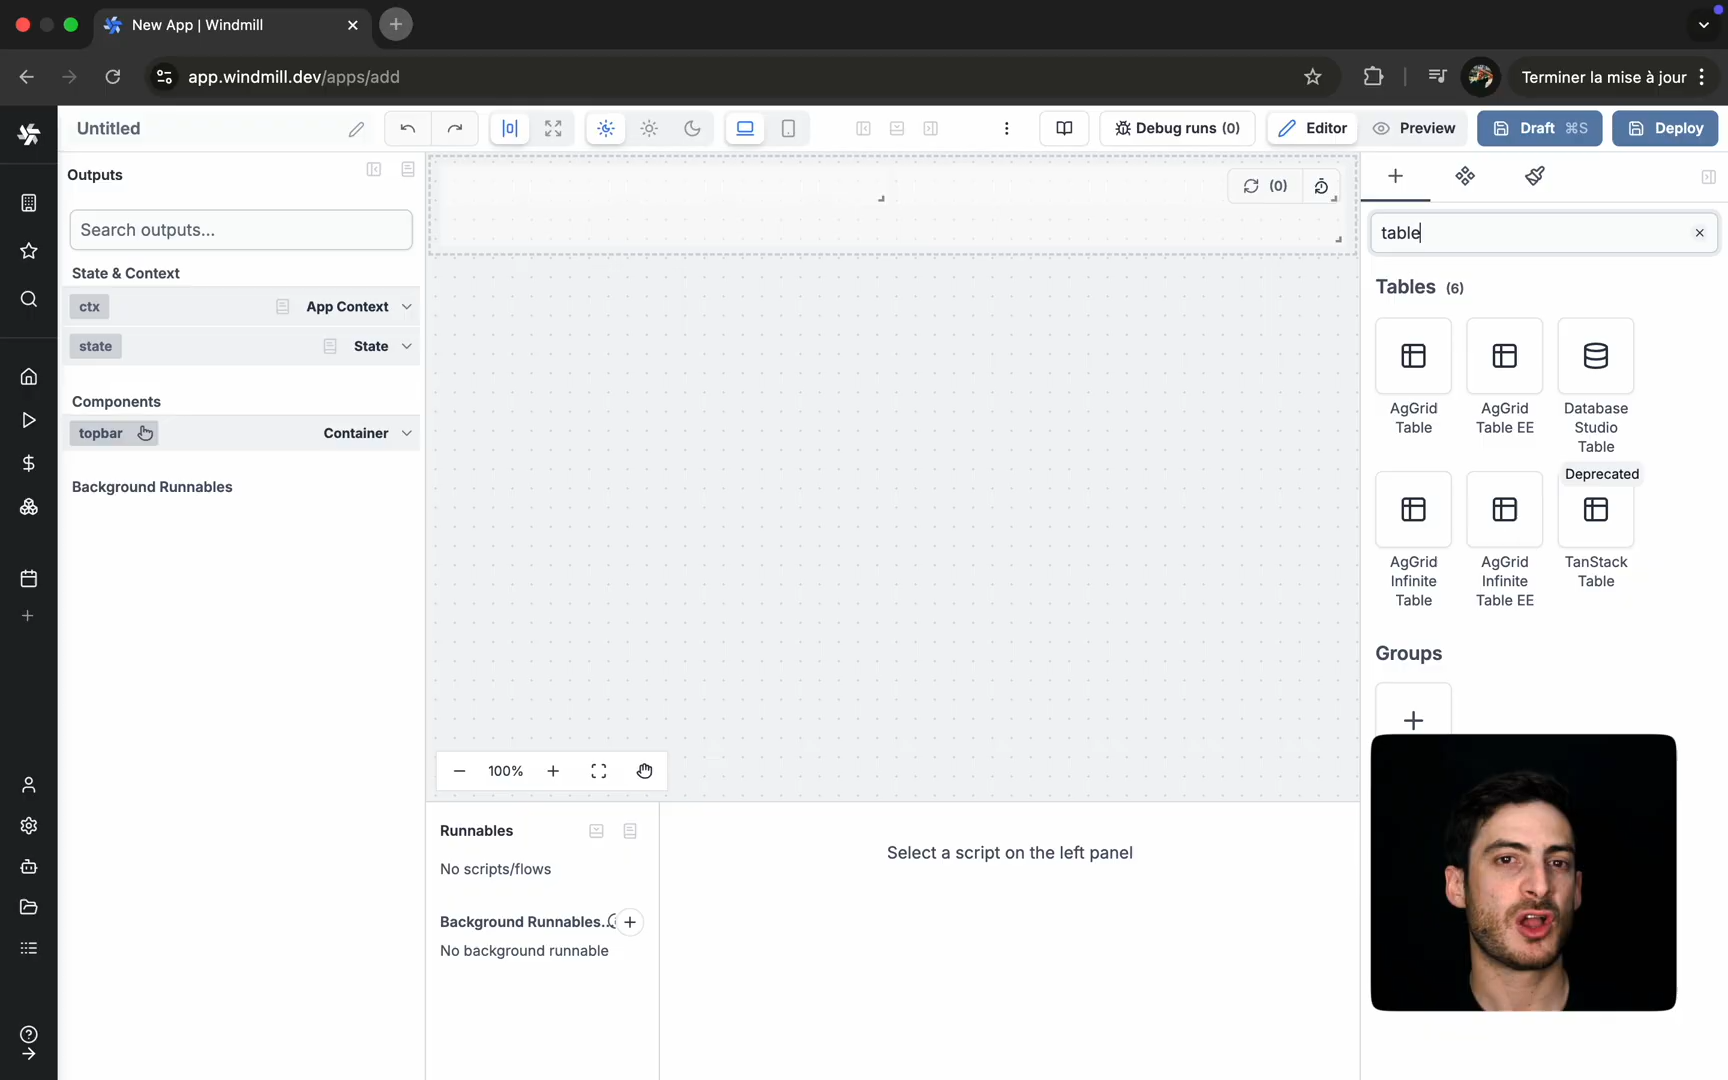 New App | Windmill
app.windmill.dev/apps/add
Terminer la mise à jour
Untitled
Debug runs (0)
Editor
Preview
Draft ⌘S
Deploy
Outputs
Search outputs...
State & Context
ctx
App Context
state
State
Components
topbar
Container
Background Runnables
(0)
100%
Runnables
No scripts/flows
Background Runnables...
No background runnable
Select a script on the left panel
table
Tables (6)
AgGrid
Table
AgGrid
Table EE
Database
Studio
Table
Deprecated
AgGrid
Infinite
Table
AgGrid
Infinite
Table EE
TanStack
Table
Groups